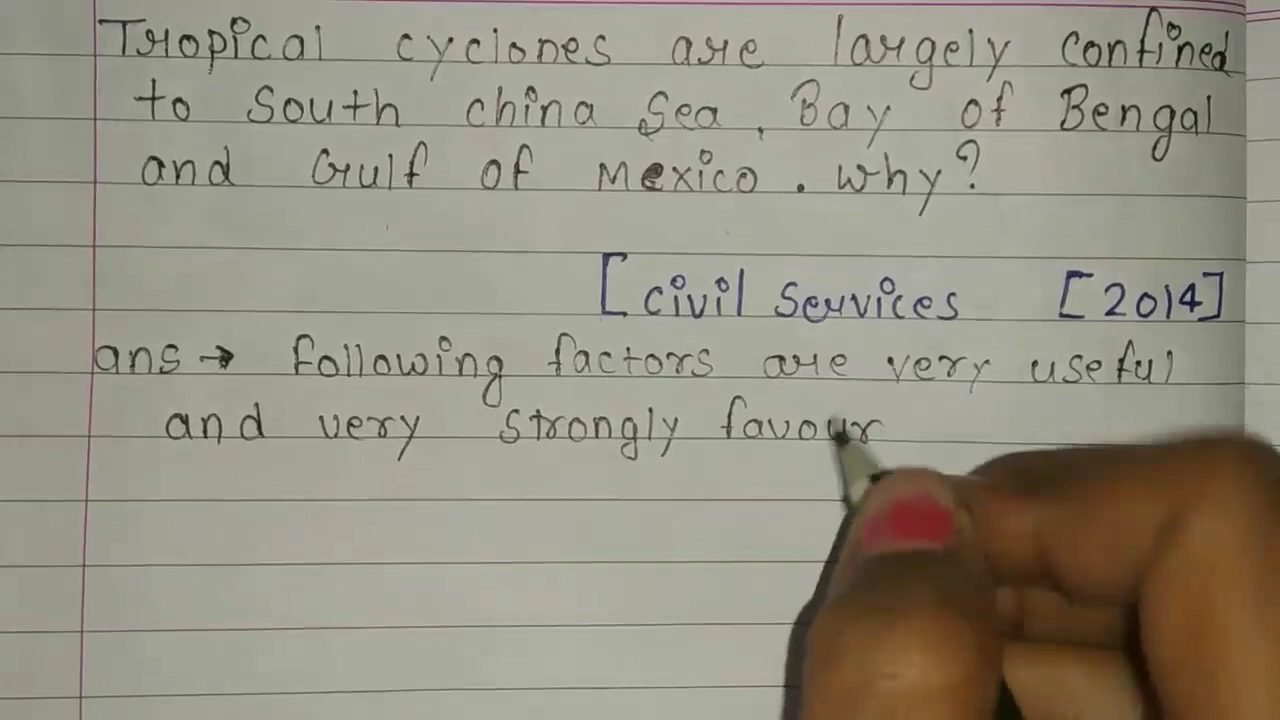 Tropical cyclones are largely confined
to South china Sea, Bay of Bengal
and Gulf of Mexico. Why?
[civil Services [2014]
ans → Following factors are very useful
and very strongly favour